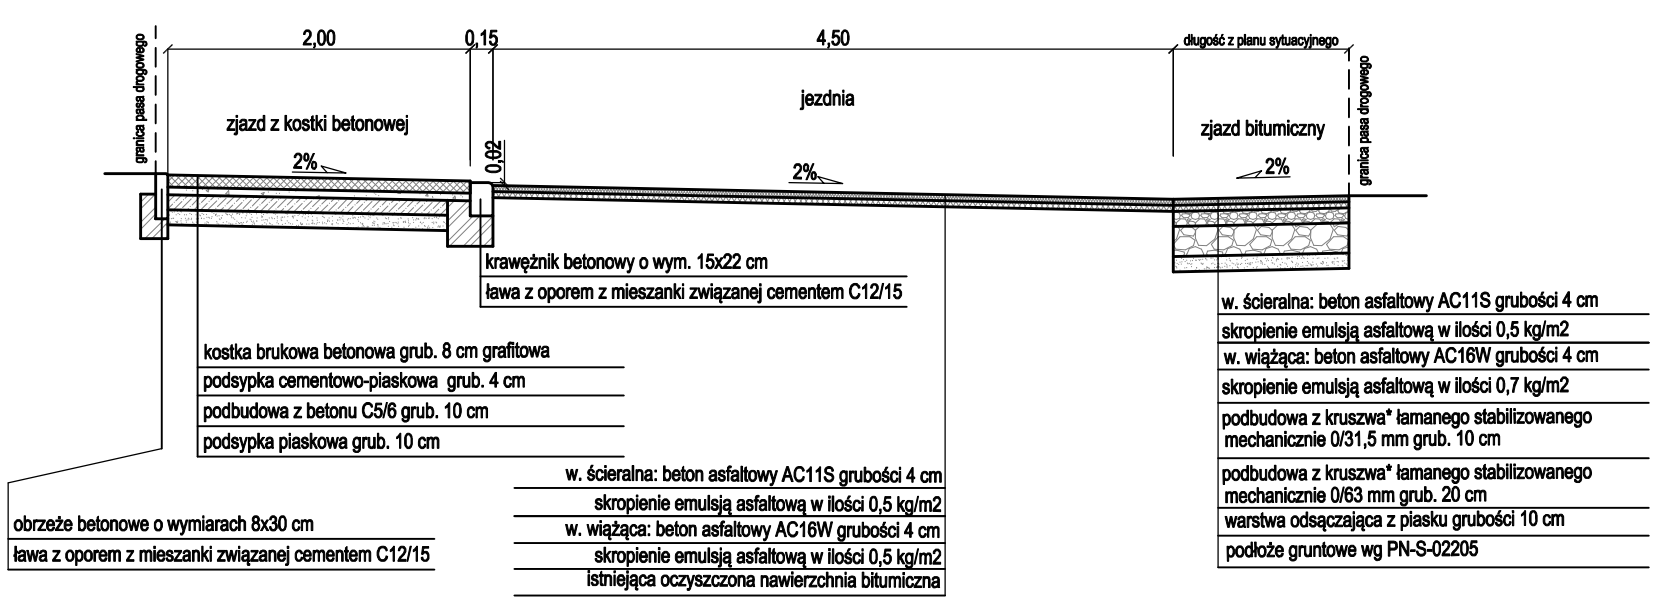 2,00
0,15
4,50
długość z planu sytuacyjnego
granica pasa drogowego
granica pasa drogowego
jezdnia
zjazd z kostki betonowej
zjazd bitumiczny
0,02
2%
2%
2%
krawężnik betonowy o wym. 15x22 cm
ława z oporem z mieszanki związanej cementem C12/15
kostka brukowa betonowa grub. 8 cm grafitowa
podsypka cementowo-piaskowa grub. 4 cm
podbudowa z betonu C5/6 grub. 10 cm
podsypka piaskowa grub. 10 cm
obrzeże betonowe o wymiarach 8x30 cm
ława z oporem z mieszanki związanej cementem C12/15
w. ścieralna: beton asfaltowy AC11S grubości 4 cm
skropienie emulsją asfaltową w ilości 0,5 kg/m2
w. wiążąca: beton asfaltowy AC16W grubości 4 cm
skropienie emulsją asfaltową w ilości 0,5 kg/m2
istniejąca oczyszczona nawierzchnia bitumiczna
w. ścieralna: beton asfaltowy AC11S grubości 4 cm
skropienie emulsją asfaltową w ilości 0,5 kg/m2
w. wiążąca: beton asfaltowy AC16W grubości 4 cm
skropienie emulsją asfaltową w ilości 0,7 kg/m2
podbudowa z kruszwa* łamanego stabilizowanego
mechanicznie 0/31,5 mm grub. 10 cm
podbudowa z kruszwa* łamanego stabilizowanego
mechanicznie 0/63 mm grub. 20 cm
warstwa odsączająca z piasku grubości 10 cm
podłoże gruntowe wg PN-S-02205